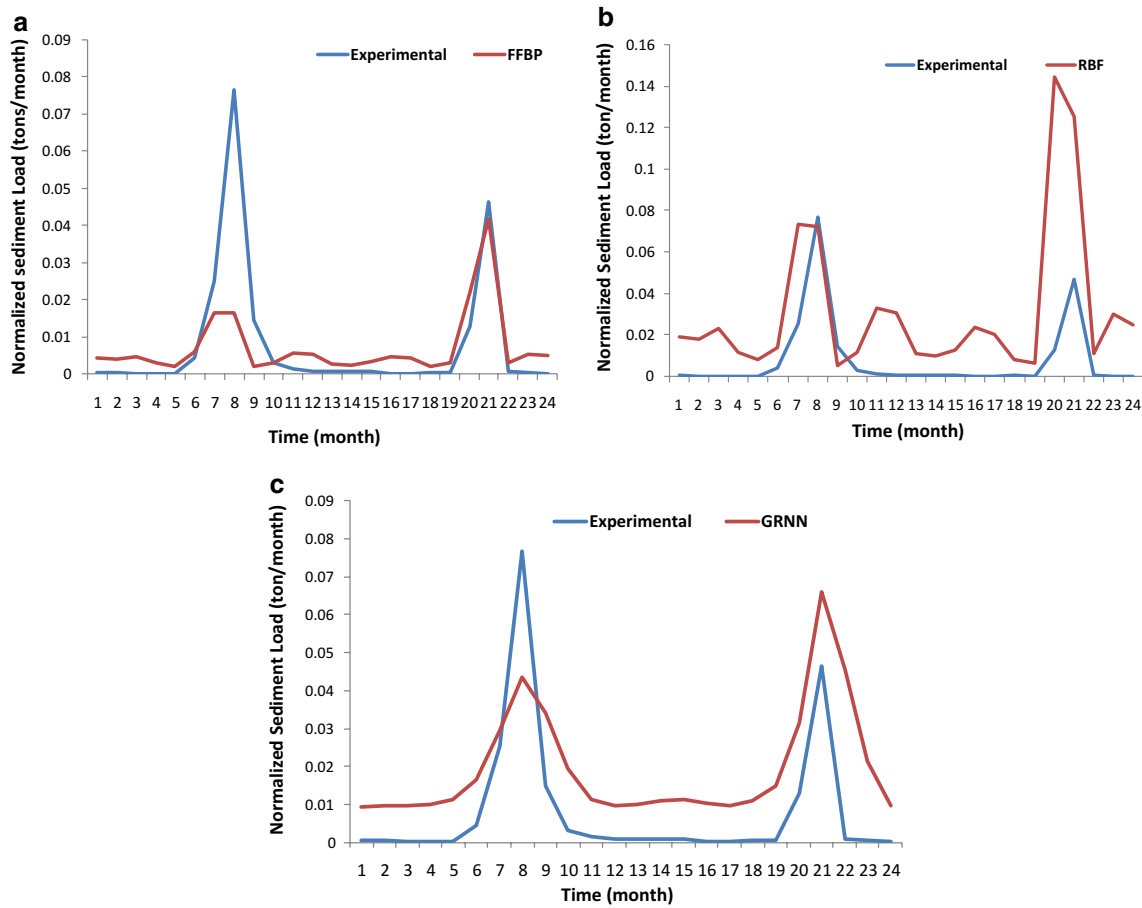 a
Normalized sediment Load (tons/month)
0.09
0.08
0.07
0.06
0.05
0.04
0.03
0.02
0.01
0
Experimental FFBP
1 2 3 4 5 6 7 8 9 10 11 12 13 14 15 16 17 18 19 20 21 22 23 24
Time (month)
b
Normalized Sediment Load (ton/month)
0.16
0.14
0.12
0.1
0.08
0.06
0.04
0.02
0
Experimental RBF
1 2 3 4 5 6 7 8 9 10 11 12 13 14 15 16 17 18 19 20 21 22 23 24
Time (month)
c
Normalized Sediment Load (ton/month)
0.09
0.08
0.07
0.06
0.05
0.04
0.03
0.02
0.01
0
Experimental GRNN
1 2 3 4 5 6 7 8 9 10 11 12 13 14 15 16 17 18 19 20 21 22 23 24
Time (month)